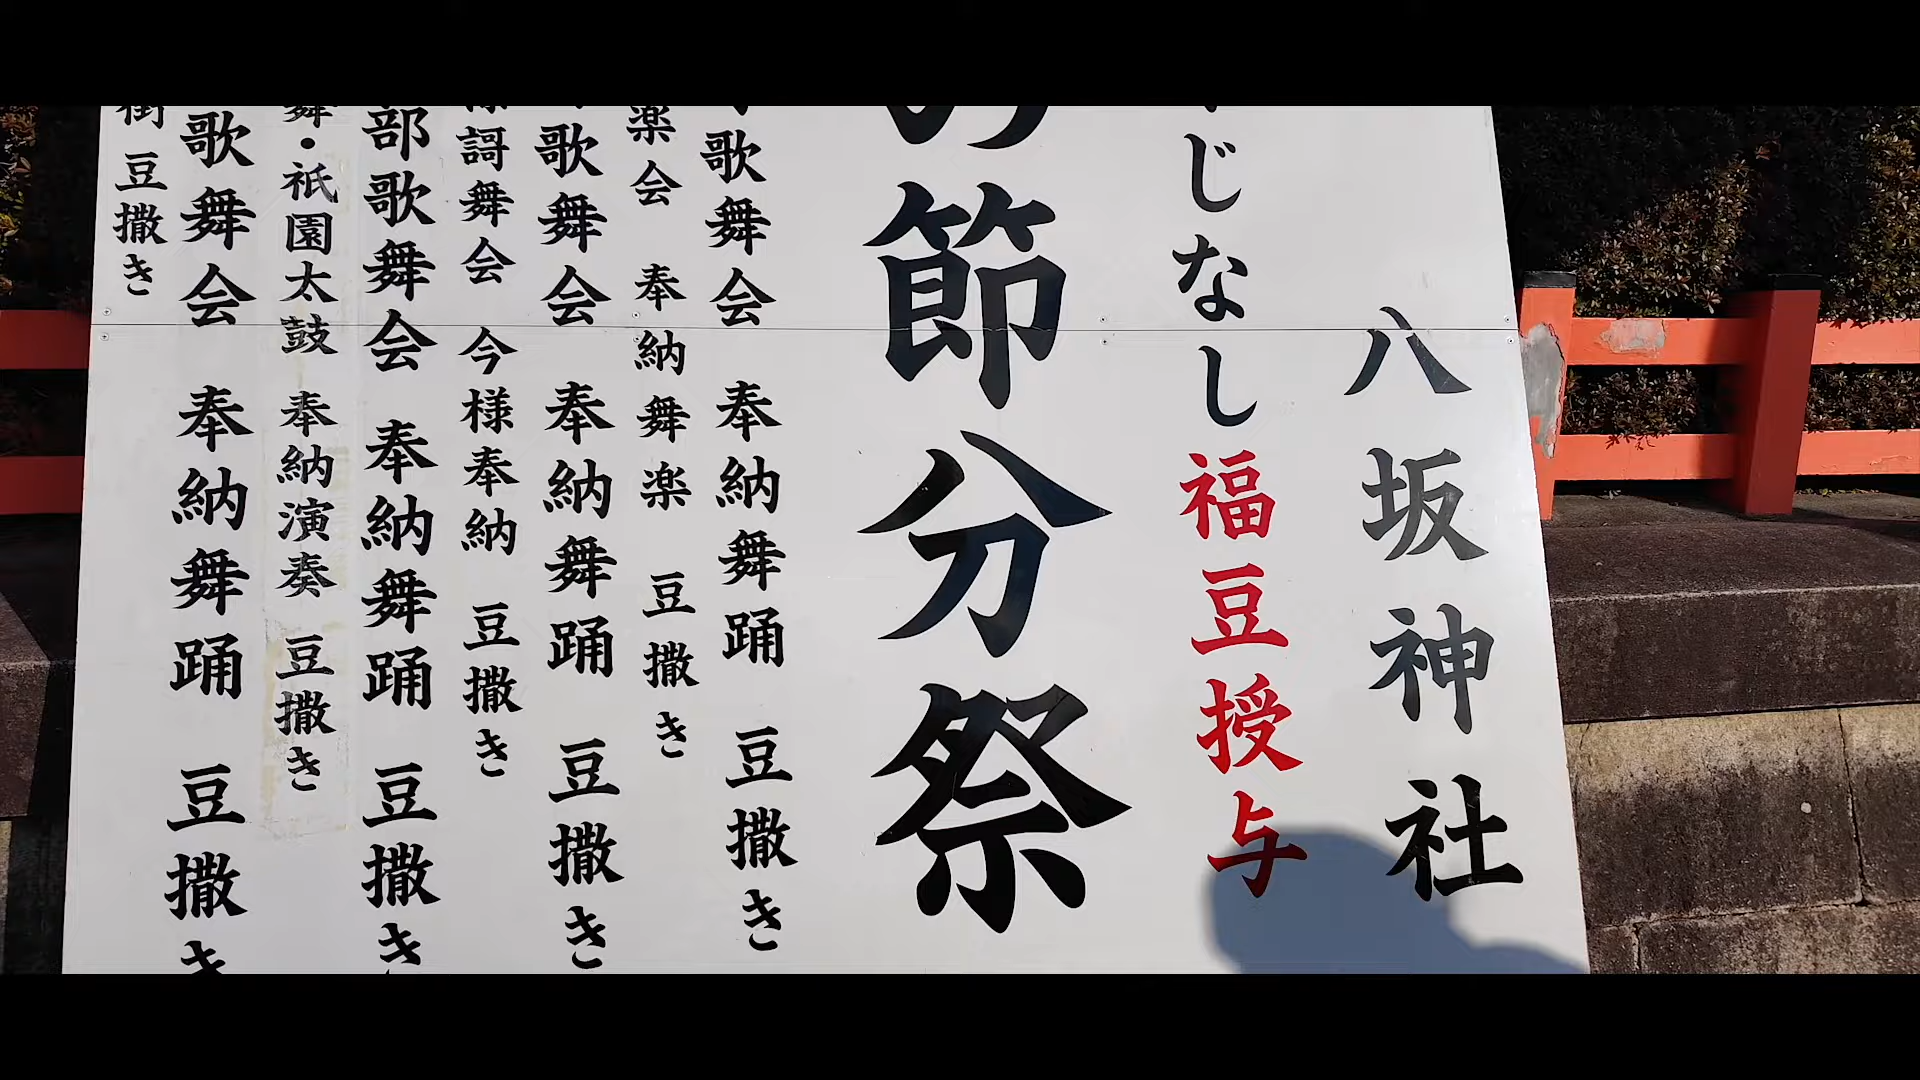 八坂神社
じなし福豆授与
の節分祭
歌舞会 奉納舞踊 豆撒き
楽会 奉納舞楽 豆撒き
歌舞会 奉納舞踊 豆撒き
謌舞会 今様奉納 豆撒き
部歌舞会 奉納舞踊 豆撒き
舞・祇園太鼓 奉納演奏 豆撒き
歌舞会 奉納舞踊 豆撒き
街 豆撒き